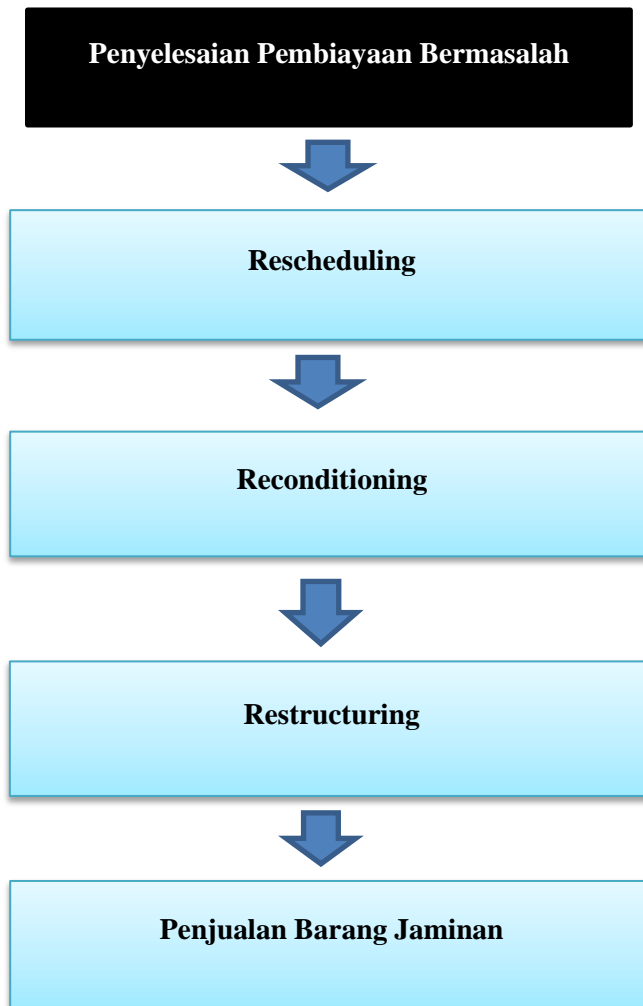 Penyelesaian Pembiayaan Bermasalah
Rescheduling
Reconditioning
Restructuring
Penjualan Barang Jaminan